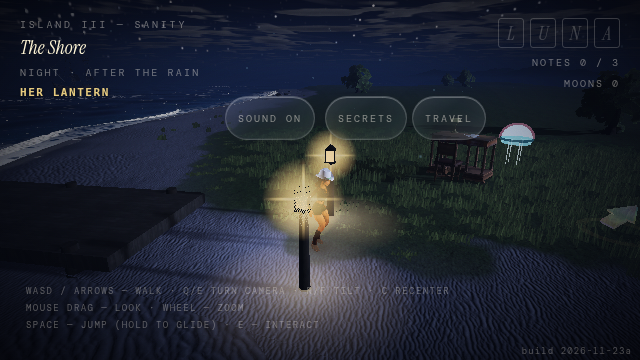 ISLAND III — SANITY
The Shore
NIGHT · AFTER THE RAIN
HER LANTERN
L U N A
NOTES 0 / 3
MOONS 0
SOUND ON
SECRETS
TRAVEL
WASD / ARROWS — WALK · Q/E TURN CAMERA · R/F TILT · C RECENTER
MOUSE DRAG — LOOK · WHEEL — ZOOM
SPACE — JUMP (HOLD TO GLIDE) · E — INTERACT
build 2026-11-23a